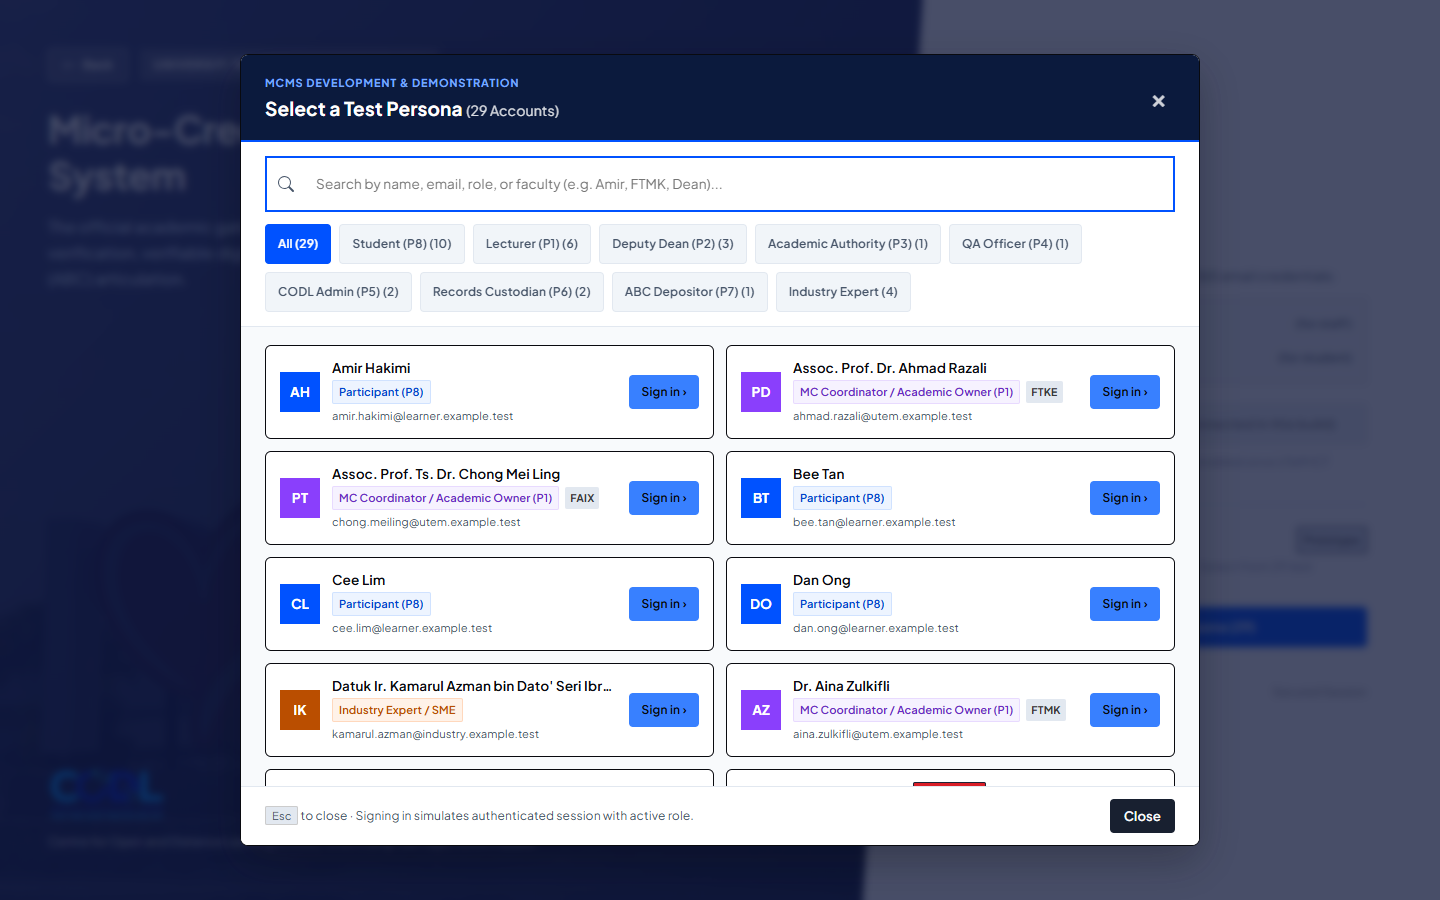 MCMS DEVELOPMENT & DEMONSTRATION
Select a Test Persona (29 Accounts)
×
Search by name, email, role, or faculty (e.g. Amir, FTMK, Dean)...
All (29) Student (P8) (10) Lecturer (P1) (6) Deputy Dean (P2) (3) Academic Authority (P3) (1) QA Officer (P4) (1)
CODL Admin (P5) (2) Records Custodian (P6) (2) ABC Depositor (P7) (1) Industry Expert (4)
AH
Amir Hakimi
Participant (P8)
amir.hakimi@learner.example.test
Sign in ›
PD
Assoc. Prof. Dr. Ahmad Razali
MC Coordinator / Academic Owner (P1) FTKE
ahmad.razali@utem.example.test
Sign in ›
PT
Assoc. Prof. Ts. Dr. Chong Mei Ling
MC Coordinator / Academic Owner (P1) FAIX
chong.meiling@utem.example.test
Sign in ›
BT
Bee Tan
Participant (P8)
bee.tan@learner.example.test
Sign in ›
CL
Cee Lim
Participant (P8)
cee.lim@learner.example.test
Sign in ›
DO
Dan Ong
Participant (P8)
dan.ong@learner.example.test
Sign in ›
IK
Datuk Ir. Kamarul Azman bin Dato' Seri Ibr...
Industry Expert / SME
kamarul.azman@industry.example.test
Sign in ›
AZ
Dr. Aina Zulkifli
MC Coordinator / Academic Owner (P1) FTMK
aina.zulkifli@utem.example.test
Sign in ›
Esc to close · Signing in simulates authenticated session with active role.
Close
Back
Micro-Cre
System
CODL